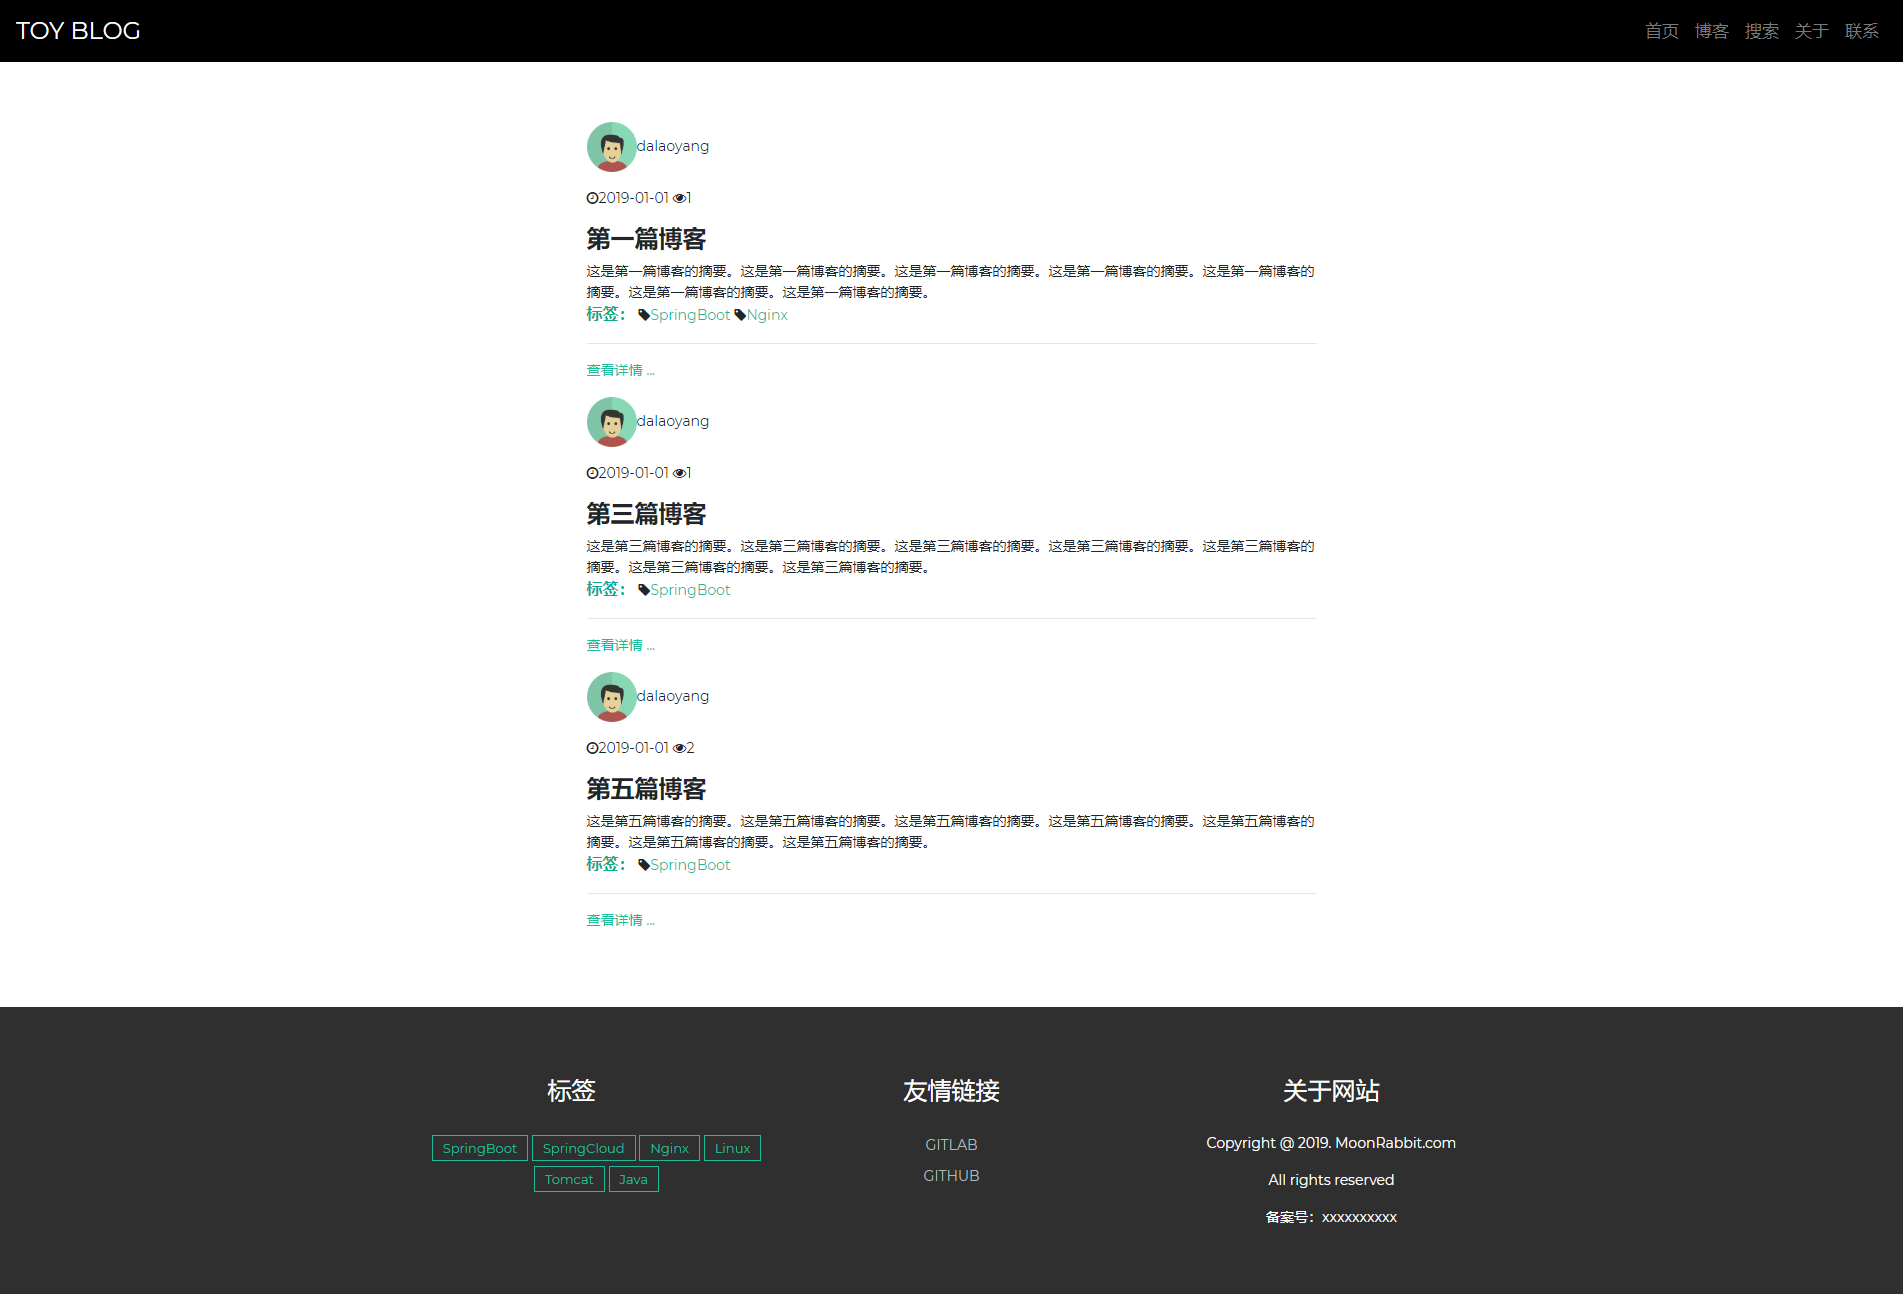 TOY BLOG
首页 博客 搜索 关于 联系
dalaoyang
2019-01-01 1
第一篇博客
这是第一篇博客的摘要。这是第一篇博客的摘要。这是第一篇博客的摘要。这是第一篇博客的摘要。这是第一篇博客的
摘要。这是第一篇博客的摘要。这是第一篇博客的摘要。
标签： SpringBoot Nginx
查看详情 ...
dalaoyang
2019-01-01 1
第三篇博客
这是第三篇博客的摘要。这是第三篇博客的摘要。这是第三篇博客的摘要。这是第三篇博客的摘要。这是第三篇博客的
摘要。这是第三篇博客的摘要。这是第三篇博客的摘要。
标签： SpringBoot
查看详情 ...
dalaoyang
2019-01-01 2
第五篇博客
这是第五篇博客的摘要。这是第五篇博客的摘要。这是第五篇博客的摘要。这是第五篇博客的摘要。这是第五篇博客的
摘要。这是第五篇博客的摘要。这是第五篇博客的摘要。
标签： SpringBoot
查看详情 ...
标签
SpringBoot SpringCloud Nginx Linux
Tomcat Java
友情链接
GITLAB
GITHUB
关于网站
Copyright @ 2019. MoonRabbit.com
All rights reserved
备案号：xxxxxxxxxx